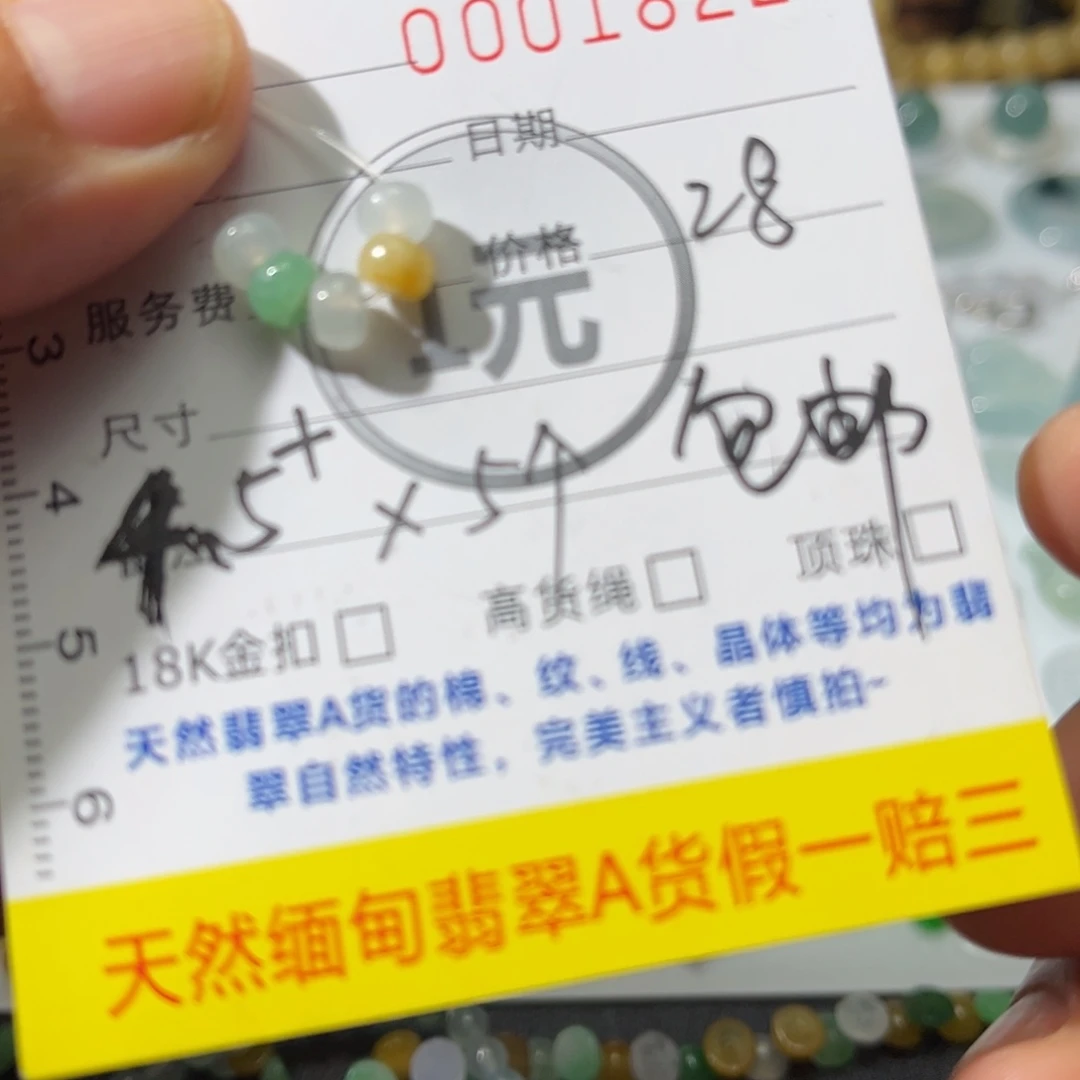 0001822
日期
28
价格
1元
服务费
尺寸
包邮
4.5+ × 5个
18K金扣 □ 高货绳 □ 顶珠 □
天然翡翠A货的棉、纹、线、晶体等均为翡
翠自然特性，完美主义者慎拍~
天然缅甸翡翠A货假一赔三
3
4
5
6